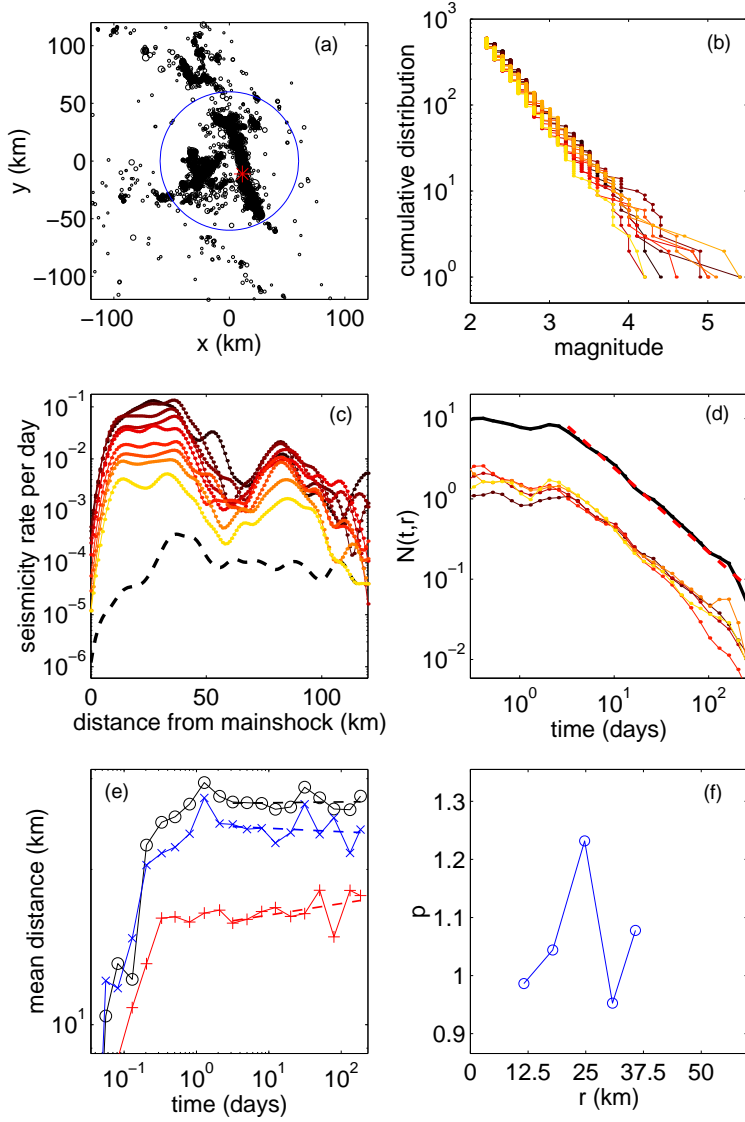 (a)
y (km)
100
50
0
−50
−100
−100 0 100
x (km)
(b)
cumulative distribution
10^3
10^2
10^1
10^0
2 3 4 5
magnitude
(c)
seismicity rate per day
10^−1
10^−2
10^−3
10^−4
10^−5
10^−6
0 50 100
distance from mainshock (km)
(d)
N(t,r)
10^1
10^0
10^−1
10^−2
10^0 10^1 10^2
time (days)
(e)
mean distance (km)
10^1
10^−1 10^0 10^1 10^2
time (days)
(f)
p
1.3
1.2
1.1
1
0.9
0 12.5 25 37.5 50
r (km)